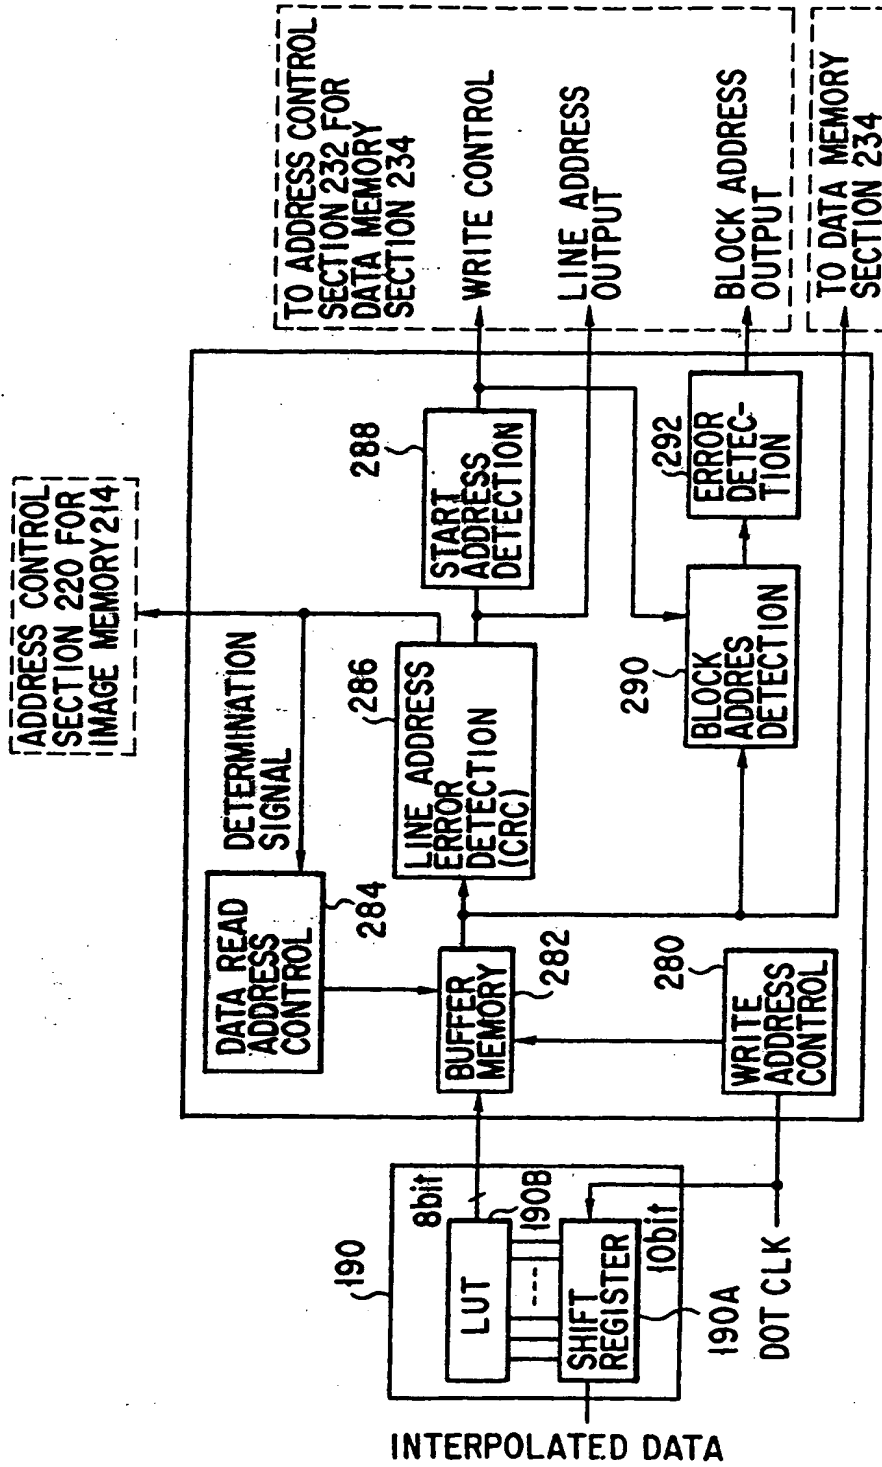 ADDRESS CONTROL
SECTION 220 FOR
IMAGE MEMORY 214
TO ADDRESS CONTROL
SECTION 232 FOR
DATA MEMORY
SECTION 234
WRITE CONTROL
LINE ADDRESS
OUTPUT
BLOCK ADDRESS
OUTPUT
TO DATA MEMORY
SECTION 234
DETERMINATION
SIGNAL
DATA READ
ADDRESS
CONTROL
284
LINE ADDRESS
ERROR
DETECTION
(CRC)
286
START
ADDRESS
DETECTION
288
BUFFER
MEMORY
282
WRITE
ADDRESS
CONTROL
280
BLOCK
ADDRES
DETECTION
290
ERROR
DETEC-
TION
292
190
8bit
LUT
190B
SHIFT
REGISTER
10bit
190A
DOT CLK
INTERPOLATED DATA